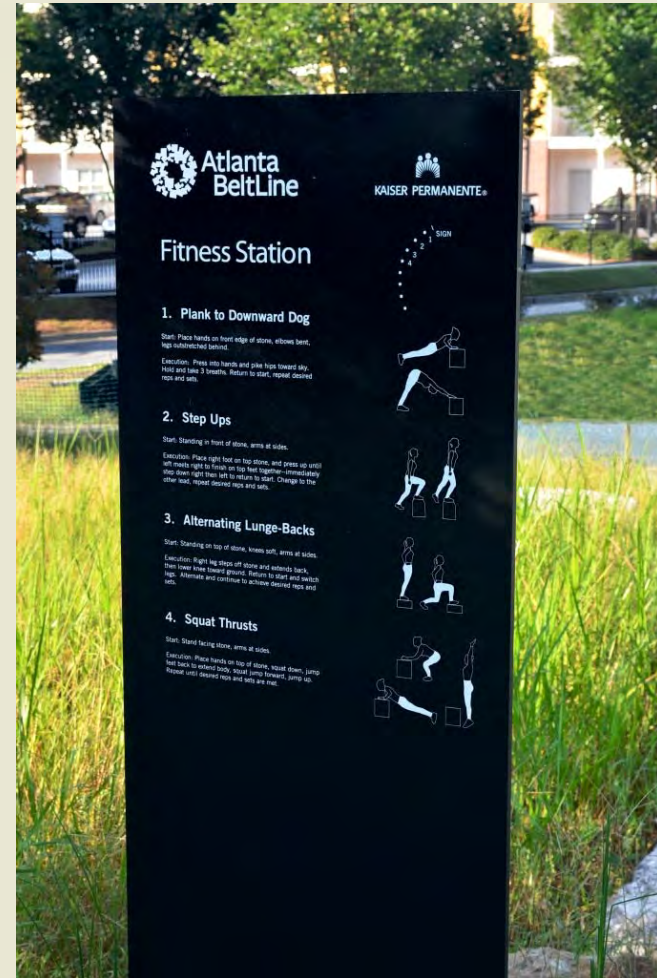 Atlanta
BeltLine
KAISER PERMANENTE®
Fitness Station
SIGN
1
2
3
4
1. Plank to Downward Dog
Start: Place hands on front edge of stone, elbows bent,
legs outstretched behind.
Execution: Press into hands and pike hips toward sky.
Hold and take 3 breaths. Return to start, repeat desired
reps and sets.
2. Step Ups
Start: Standing in front of stone, arms at sides.
Execution: Place right foot on top stone, and press up until
left meets right to finish on top feet together—immediately
step down right then left to return to start. Change to the
other lead, repeat desired reps and sets.
3. Alternating Lunge-Backs
Start: Standing on top of stone, knees soft, arms at sides.
Execution: Right leg steps off stone and extends back,
then lower knee toward ground. Return to start and switch
legs. Alternate and continue to achieve desired reps and
sets.
4. Squat Thrusts
Start: Stand facing stone, arms at sides.
Execution: Place hands on top of stone, squat down, jump
feet back to extend body, squat jump forward, jump up.
Repeat until desired reps and sets are met.